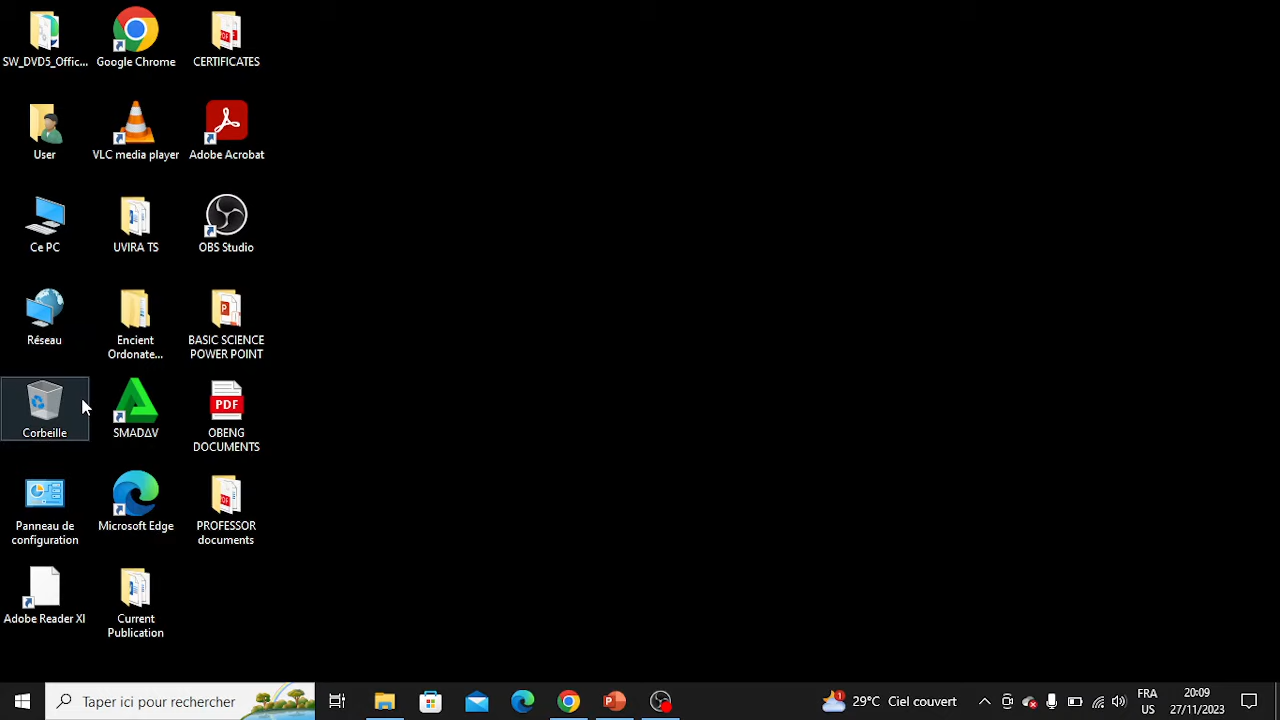 SW_DVD5_Offic...
Google Chrome
CERTIFICATES
User
VLC media player
Adobe Acrobat
Ce PC
UVIRA TS
OBS Studio
Réseau
Encient
Ordonate...
BASIC SCIENCE
POWER POINT
Corbeille
SMADΔV
PDF
OBENG
DOCUMENTS
Panneau de
configuration
Microsoft Edge
PROFESSOR
documents
Adobe Reader XI
Current
Publication
Taper ici pour rechercher
1
29°C Ciel couvert
FRA
US
20:09
27/11/2023